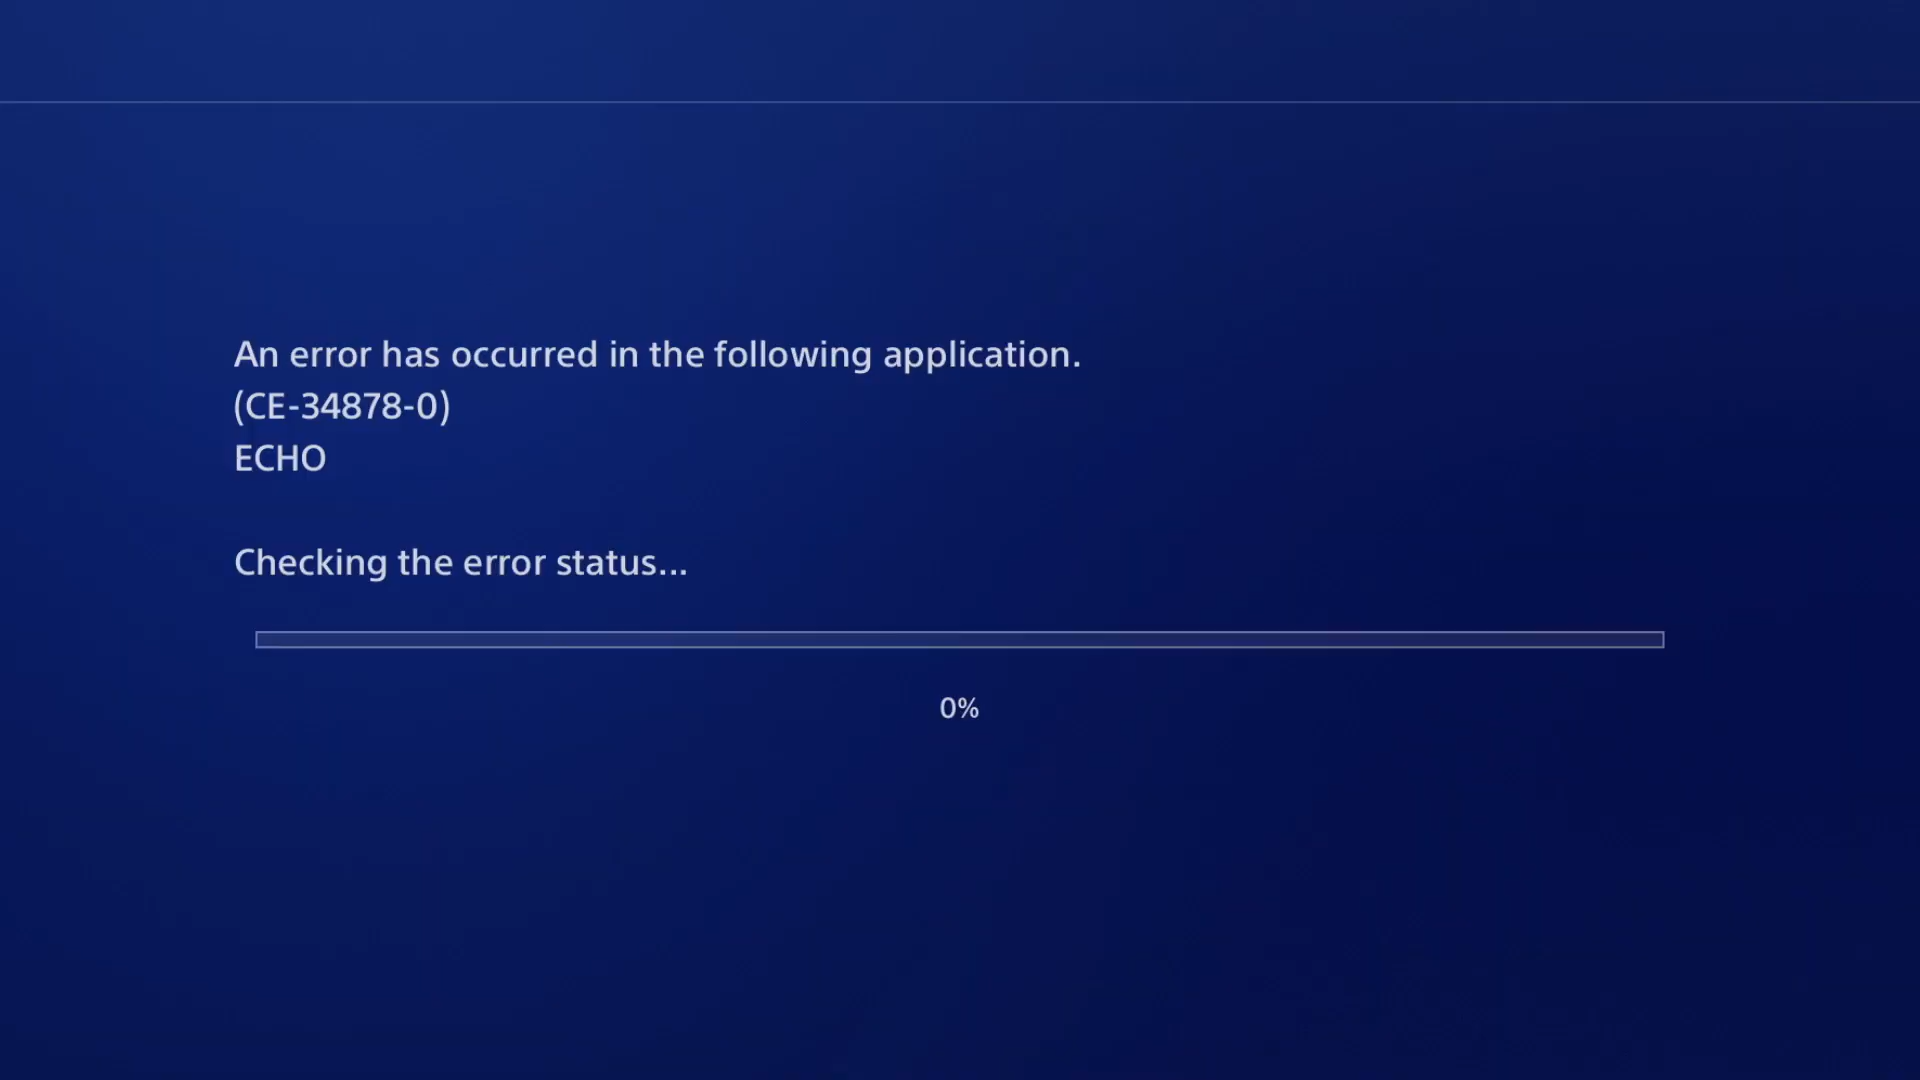 An error has occurred in the following application.
(CE-34878-0)
ECHO
Checking the error status...
0%